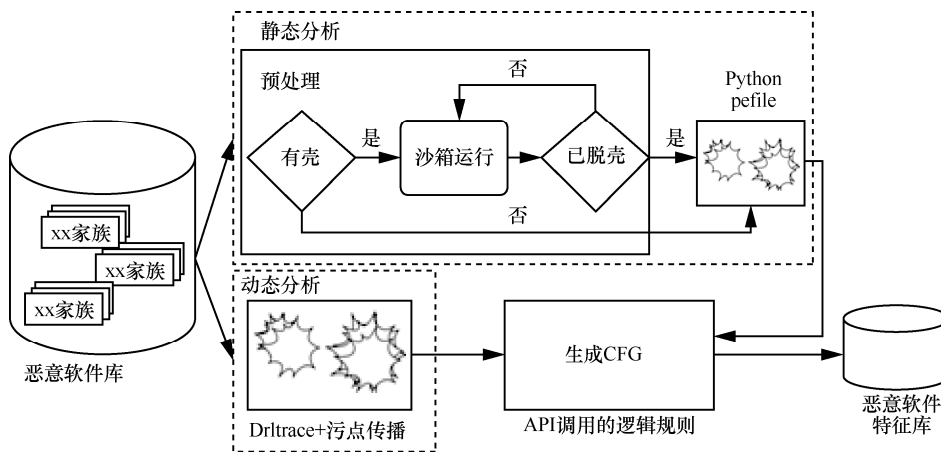 静态分析
预处理
否
Python
pefile
有壳
是
沙箱运行
已脱壳
是
否
xx家族
xx家族
xx家族
恶意软件库
动态分析
生成CFG
Drltrace+污点传播
API调用的逻辑规则
恶意软件
特征库